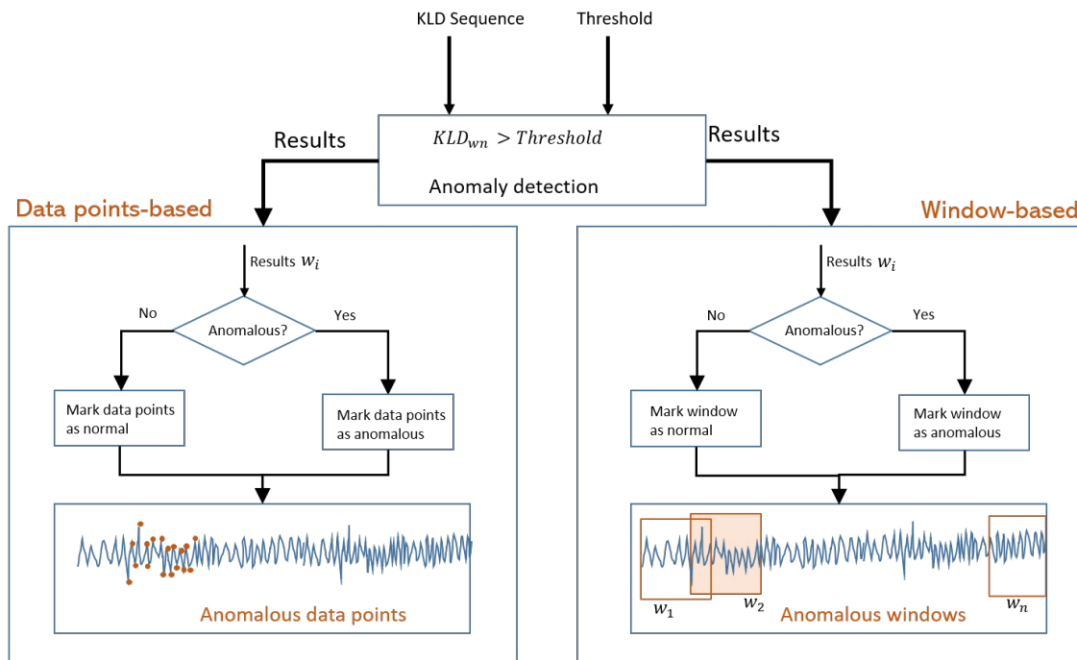 KLD Sequence
Threshold
Results
Results
KLD_{wn} > Threshold
Anomaly detection
Data points-based
Window-based
Results w_i
No
Yes
Anomalous?
Mark data points
as normal
Mark data points
as anomalous
Anomalous data points
Results w_i
No
Yes
Anomalous?
Mark window
as normal
Mark window
as anomalous
w_1
w_2
w_n
Anomalous windows